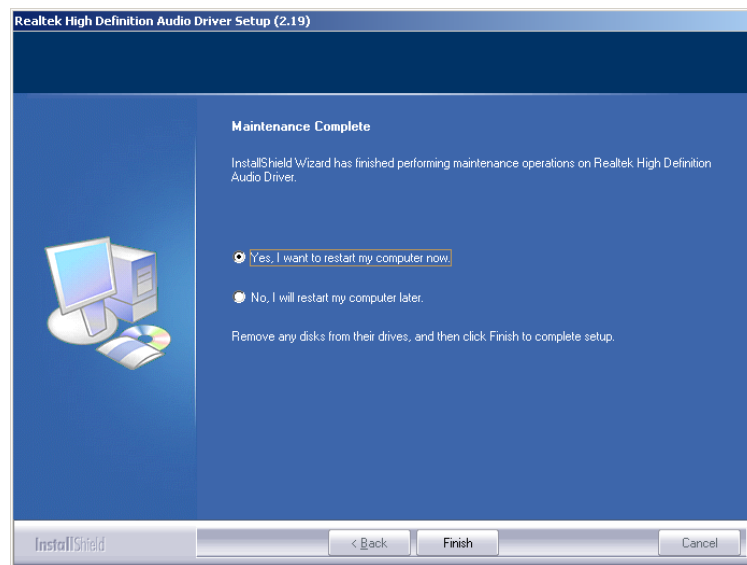 Realtek High Definition Audio Driver Setup (2.19)
Maintenance Complete
InstallShield Wizard has finished performing maintenance operations on Realtek High Definition
Audio Driver.
Yes, I want to restart my computer now.
No, I will restart my computer later.
Remove any disks from their drives, and then click Finish to complete setup.
InstallShield
< Back
Finish
Cancel